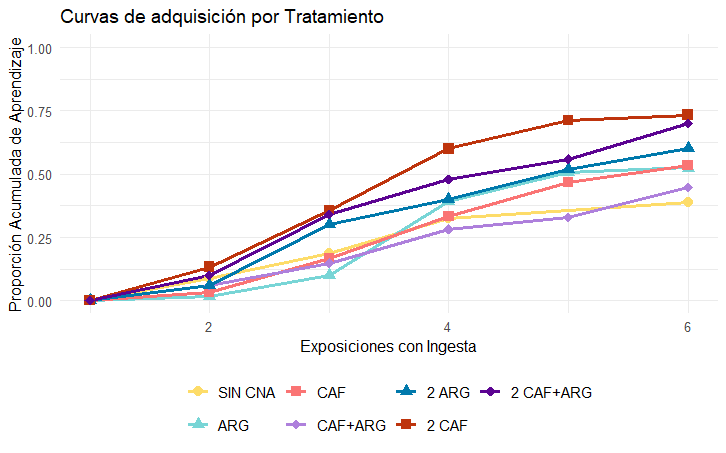 Curvas de adquisición por Tratamiento
Proporción Acumulada de Aprendizaje
1.00
0.75
0.50
0.25
0.00
2 4 6
Exposiciones con Ingesta
SIN CNA CAF 2 ARG 2 CAF+ARG
ARG CAF+ARG 2 CAF